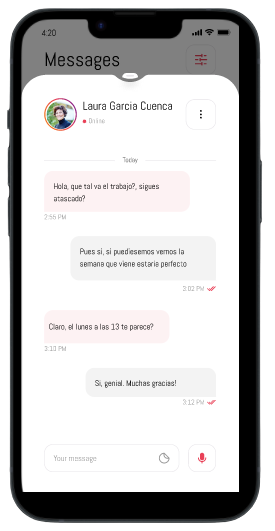 4:20
Messages
Laura Garcia Cuenca
Online
Today
Hola, que tal va el trabajo?, sigues
atascado?
2:55 PM
Pues si, si pudiesemos vernos la
semana que viene estaria perfecto
3:02 PM
Claro, el lunes a las 13 te parece?
3:10 PM
Si, genial. Muchas gracias!
3:12 PM
Your message